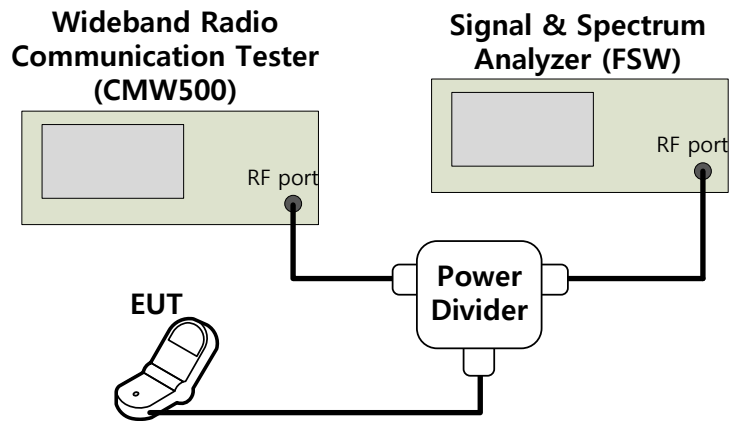 Wideband Radio
Communication Tester
(CMW500)
Signal & Spectrum
Analyzer (FSW)
RF port
RF port
Power
Divider
EUT